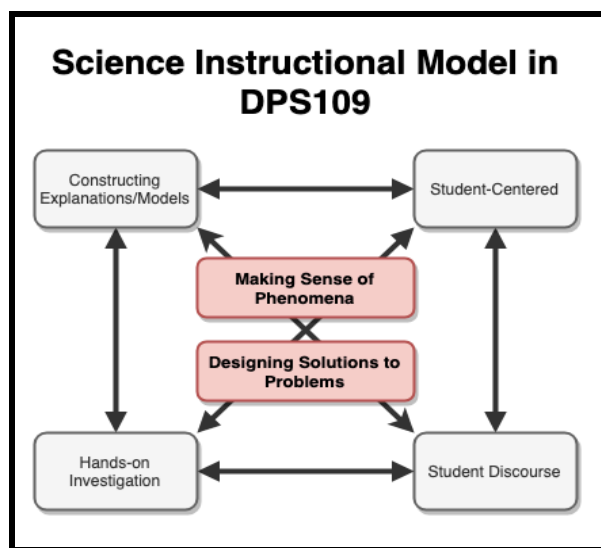 Science Instructional Model in
DPS109
Constructing
Explanations/Models
Student-Centered
Making Sense of
Phenomena
Designing Solutions to
Problems
Hands-on
Investigation
Student Discourse